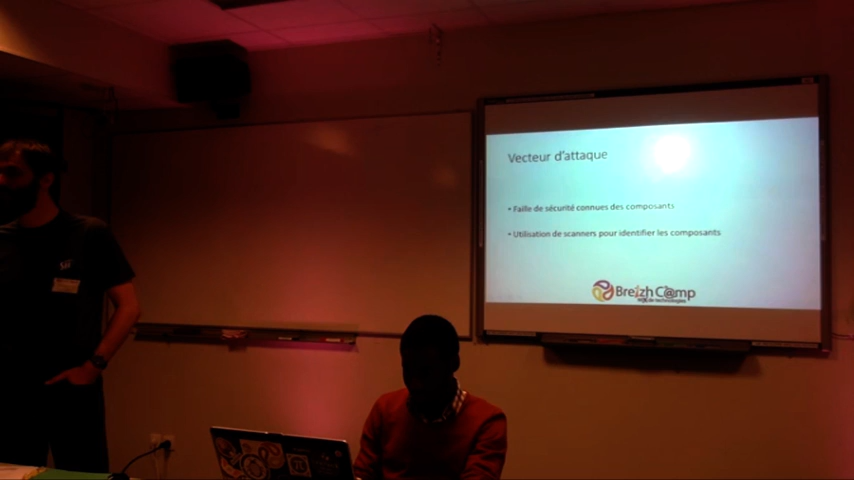 Vecteur d'attaque
• Faille de sécurité connues des composants
• Utilisation de scanners pour identifier les composants
Breizh C@mp